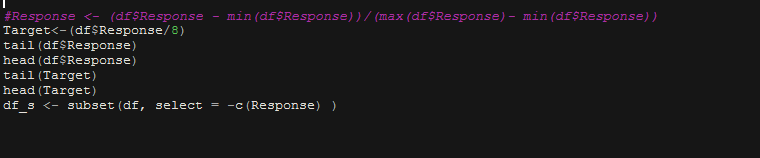 #Response <- (df$Response - min(df$Response))/(max(df$Response)- min(df$Response))
Target<-(df$Response/8)
tail(df$Response)
head(df$Response)
tail(Target)
head(Target)
df_s <- subset(df, select = -c(Response) )